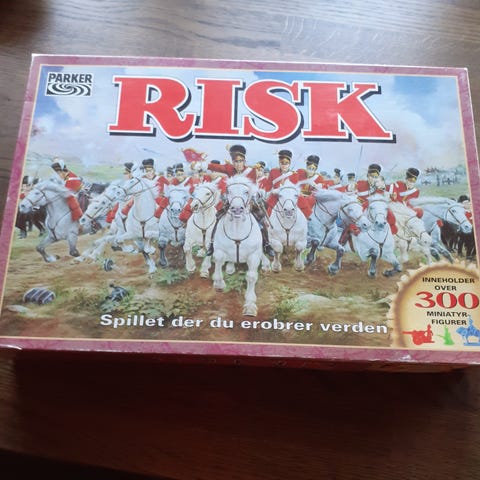 PARKER
RISK
Spillet der du erobrer verden
INNEHOLDER
OVER
300
MINIATYR-
FIGURER